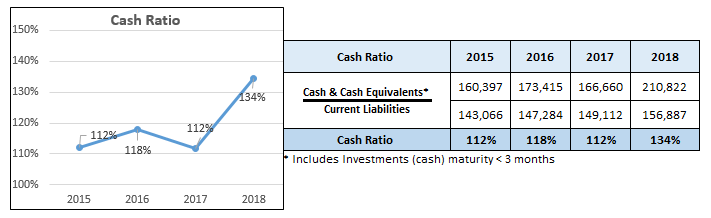 Cash Ratio
150%
140%
130%
120%
110%
100%
112%
118%
112%
134%
2015 2016 2017 2018
Cash Ratio 2015 2016 2017 2018
Cash & Cash Equivalents* 160,397 173,415 166,660 210,822
Current Liabilities 143,066 147,284 149,112 156,887
Cash Ratio 112% 118% 112% 134%
* Includes Investments (cash) maturity < 3 months